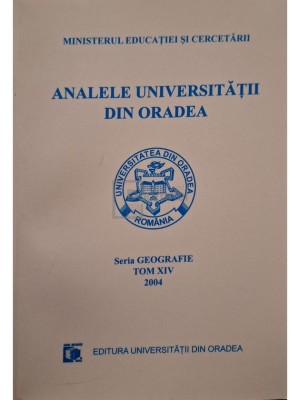 MINISTERUL EDUCAȚIEI ȘI CERCETĂRII
ANALELE UNIVERSITĂȚII
DIN ORADEA
UNIVERSITATEA DIN ORADEA
ROMÂNIA
Seria GEOGRAFIE
TOM XIV
2004
EDITURA UNIVERSITĂȚII DIN ORADEA